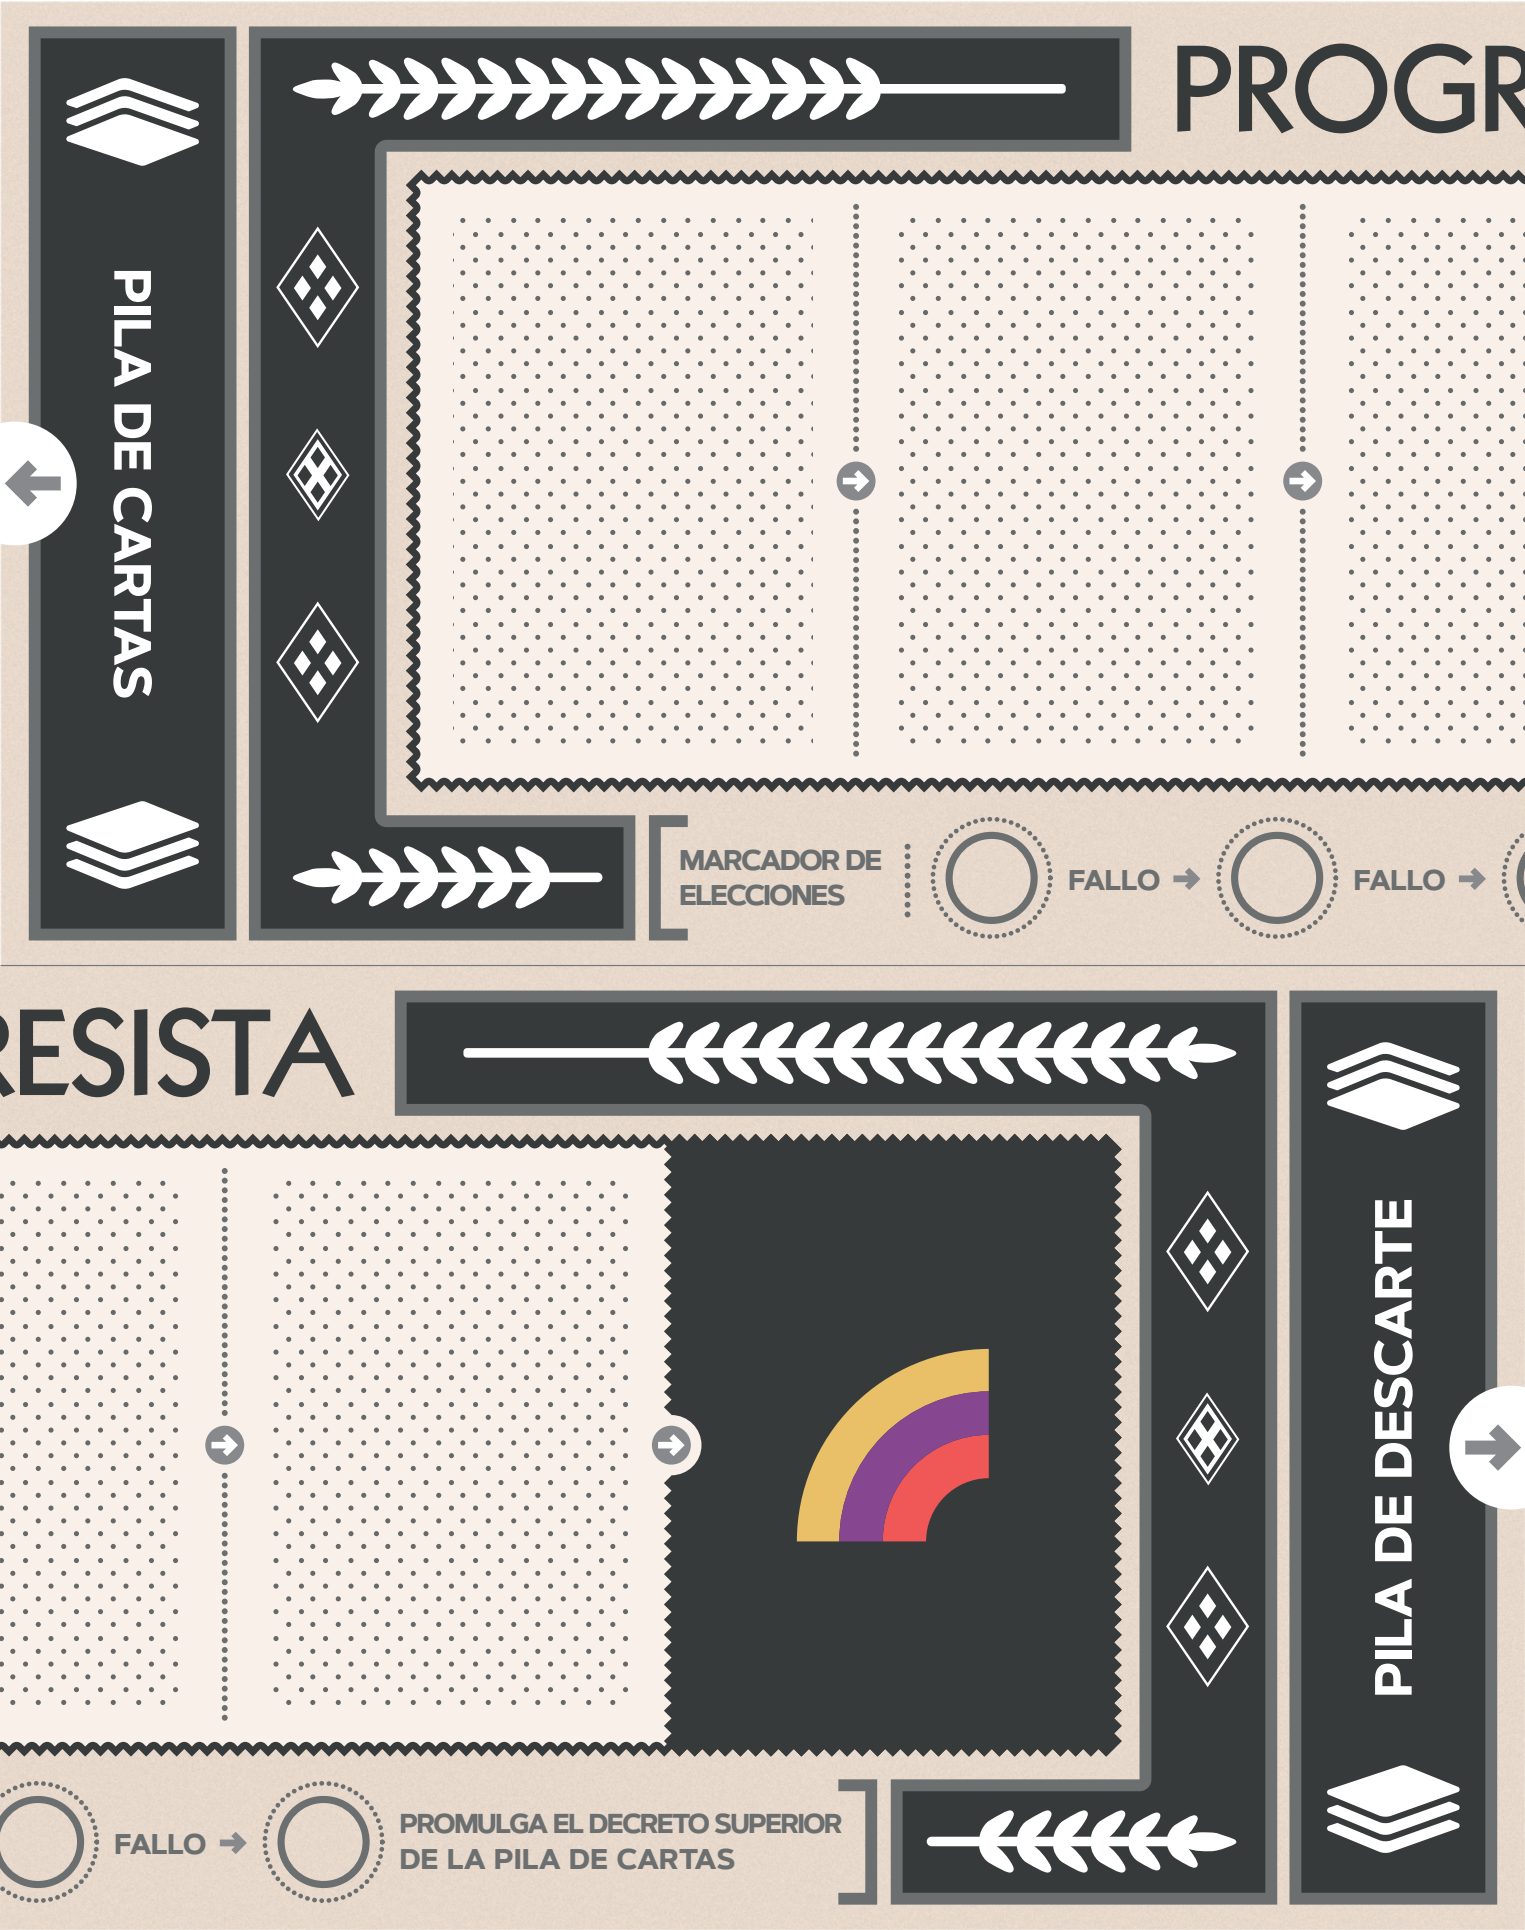 PROGR
PILA DE CARTAS
MARCADOR DE
ELECCIONES
FALLO
FALLO
RESISTA
PILA DE DESCARTE
FALLO
PROMULGA EL DECRETO SUPERIOR
DE LA PILA DE CARTAS